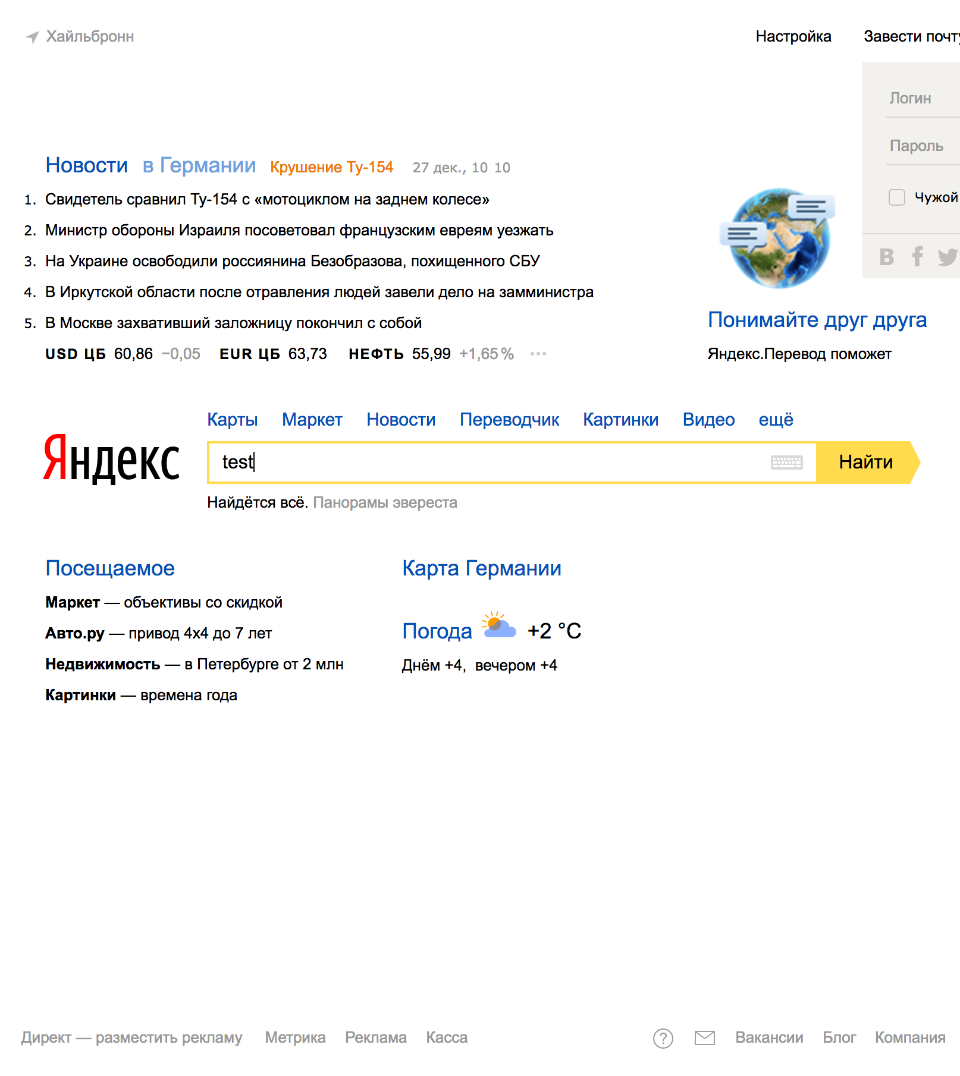 Хайльбронн Настройка Завести почту
Логин
Пароль
Чужой
Новости в Германии Крушение Ту-154 27 дек., 10 10
1. Свидетель сравнил Ту-154 с «мотоциклом на заднем колесе»
2. Министр обороны Израиля посоветовал французским евреям уезжать
3. На Украине освободили россиянина Безобразова, похищенного СБУ
4. В Иркутской области после отравления людей завели дело на замминистра
5. В Москве захвативший заложницу покончил с собой
USD ЦБ 60,86 −0,05 EUR ЦБ 63,73 НЕФТЬ 55,99 +1,65% ...
Понимайте друг друга
Яндекс.Перевод поможет
Карты Маркет Новости Переводчик Картинки Видео ещё
Яндекс test Найти
Найдётся всё. Панорамы эвереста
Посещаемое
Маркет — объективы со скидкой
Авто.ру — привод 4х4 до 7 лет
Недвижимость — в Петербурге от 2 млн
Картинки — времена года
Карта Германии
Погода +2 °C
Днём +4, вечером +4
Директ — разместить рекламу Метрика Реклама Касса ? Вакансии Блог Компания